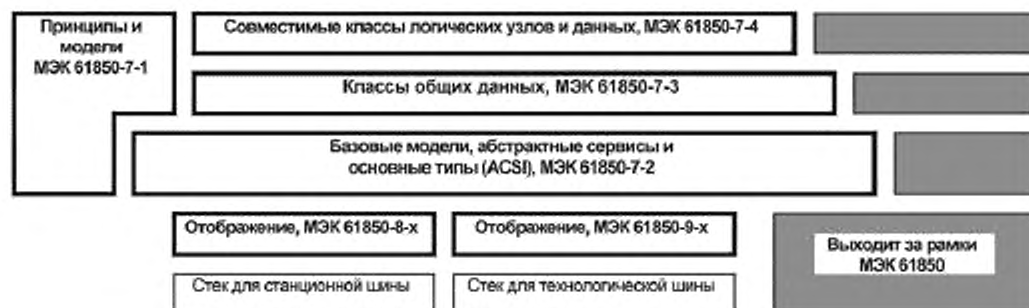 Принципы и
модели
МЭК 61850-7-1
Совместимые классы логических узлов и данных, МЭК 61850-7-4
Классы общих данных, МЭК 61850-7-3
Базовые модели, абстрактные сервисы и
основные типы (ACSI), МЭК 61850-7-2
Отображение, МЭК 61850-8-x
Отображение, МЭК 61850-9-x
Выходит за рамки
МЭК 61850
Стек для станционной шины
Стек для технологической шины